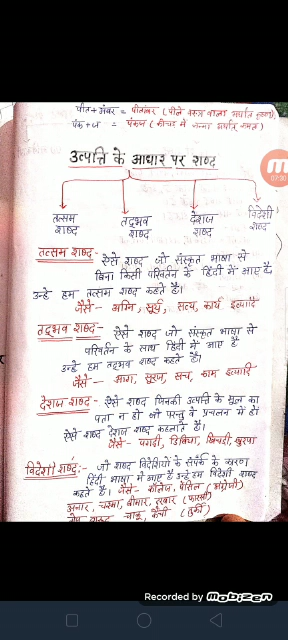 पीत + अंबर = पीतांबर (पीले वस्त्र वाला अर्थात् कृष्ण)
पंक + ज = पंकज (कीचड़ में जन्मा अर्थात् कमल)
उत्पत्ति के आधार पर शब्द
तत्सम शब्द
तद्भव शब्द
देशज शब्द
विदेशी शब्द
तत्सम शब्द - ऐसे शब्द जो संस्कृत भाषा से
बिना किसी परिवर्तन के हिंदी में आए है
उन्हे हम तत्सम शब्द कहते है।
जैसे - अग्नि, सूर्य, सत्य, कार्य इत्यादि
तद्भव शब्द - ऐसे शब्द जो संस्कृत भाषा से
परिवर्तन के साथ हिंदी में आए है
उन्हे हम तद्भव शब्द कहते है।
जैसे - आग, सूरज, सच, काम इत्यादि
देशज शब्द - ऐसे शब्द जिनकी उत्पत्ति के मूल का
पता न हो परन्तु वे प्रचलन में हो
ऐसे शब्द देशज शब्द कहलाते है।
जैसे - पगड़ी, डिबिया, खिचड़ी, खुरपा
विदेशी शब्द :- जो शब्द विदेशियों के संपर्क के कारण
हिंदी भाषा में आए है उन्हे हम विदेशी शब्द
कहते है। जैसे - कॉलेज, पेंसिल (अंग्रेजी)
अनार, चश्मा, बीमार, दरबार (फारसी)
तोप, चाकू, कैंची (तुर्की)
07:00
Recorded by MOBIZEN